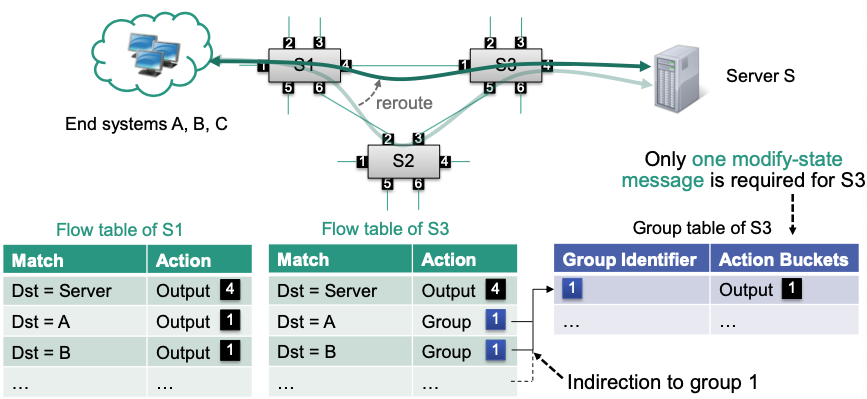 2 3
1 S1 4
5 6
2 3
1 S3 4
5 6
reroute
Server S
End systems A, B, C
2 3
1 S2 4
5 6
Only one modify-state
message is required for S3
Flow table of S1
Match Action
Dst = Server Output 4
Dst = A Output 1
Dst = B Output 1
... ...
Flow table of S3
Match Action
Dst = Server Output 4
Dst = A Group 1
Dst = B Group 1
... ...
Group table of S3
Group Identifier Action Buckets
1 Output 1
... ...
Indirection to group 1